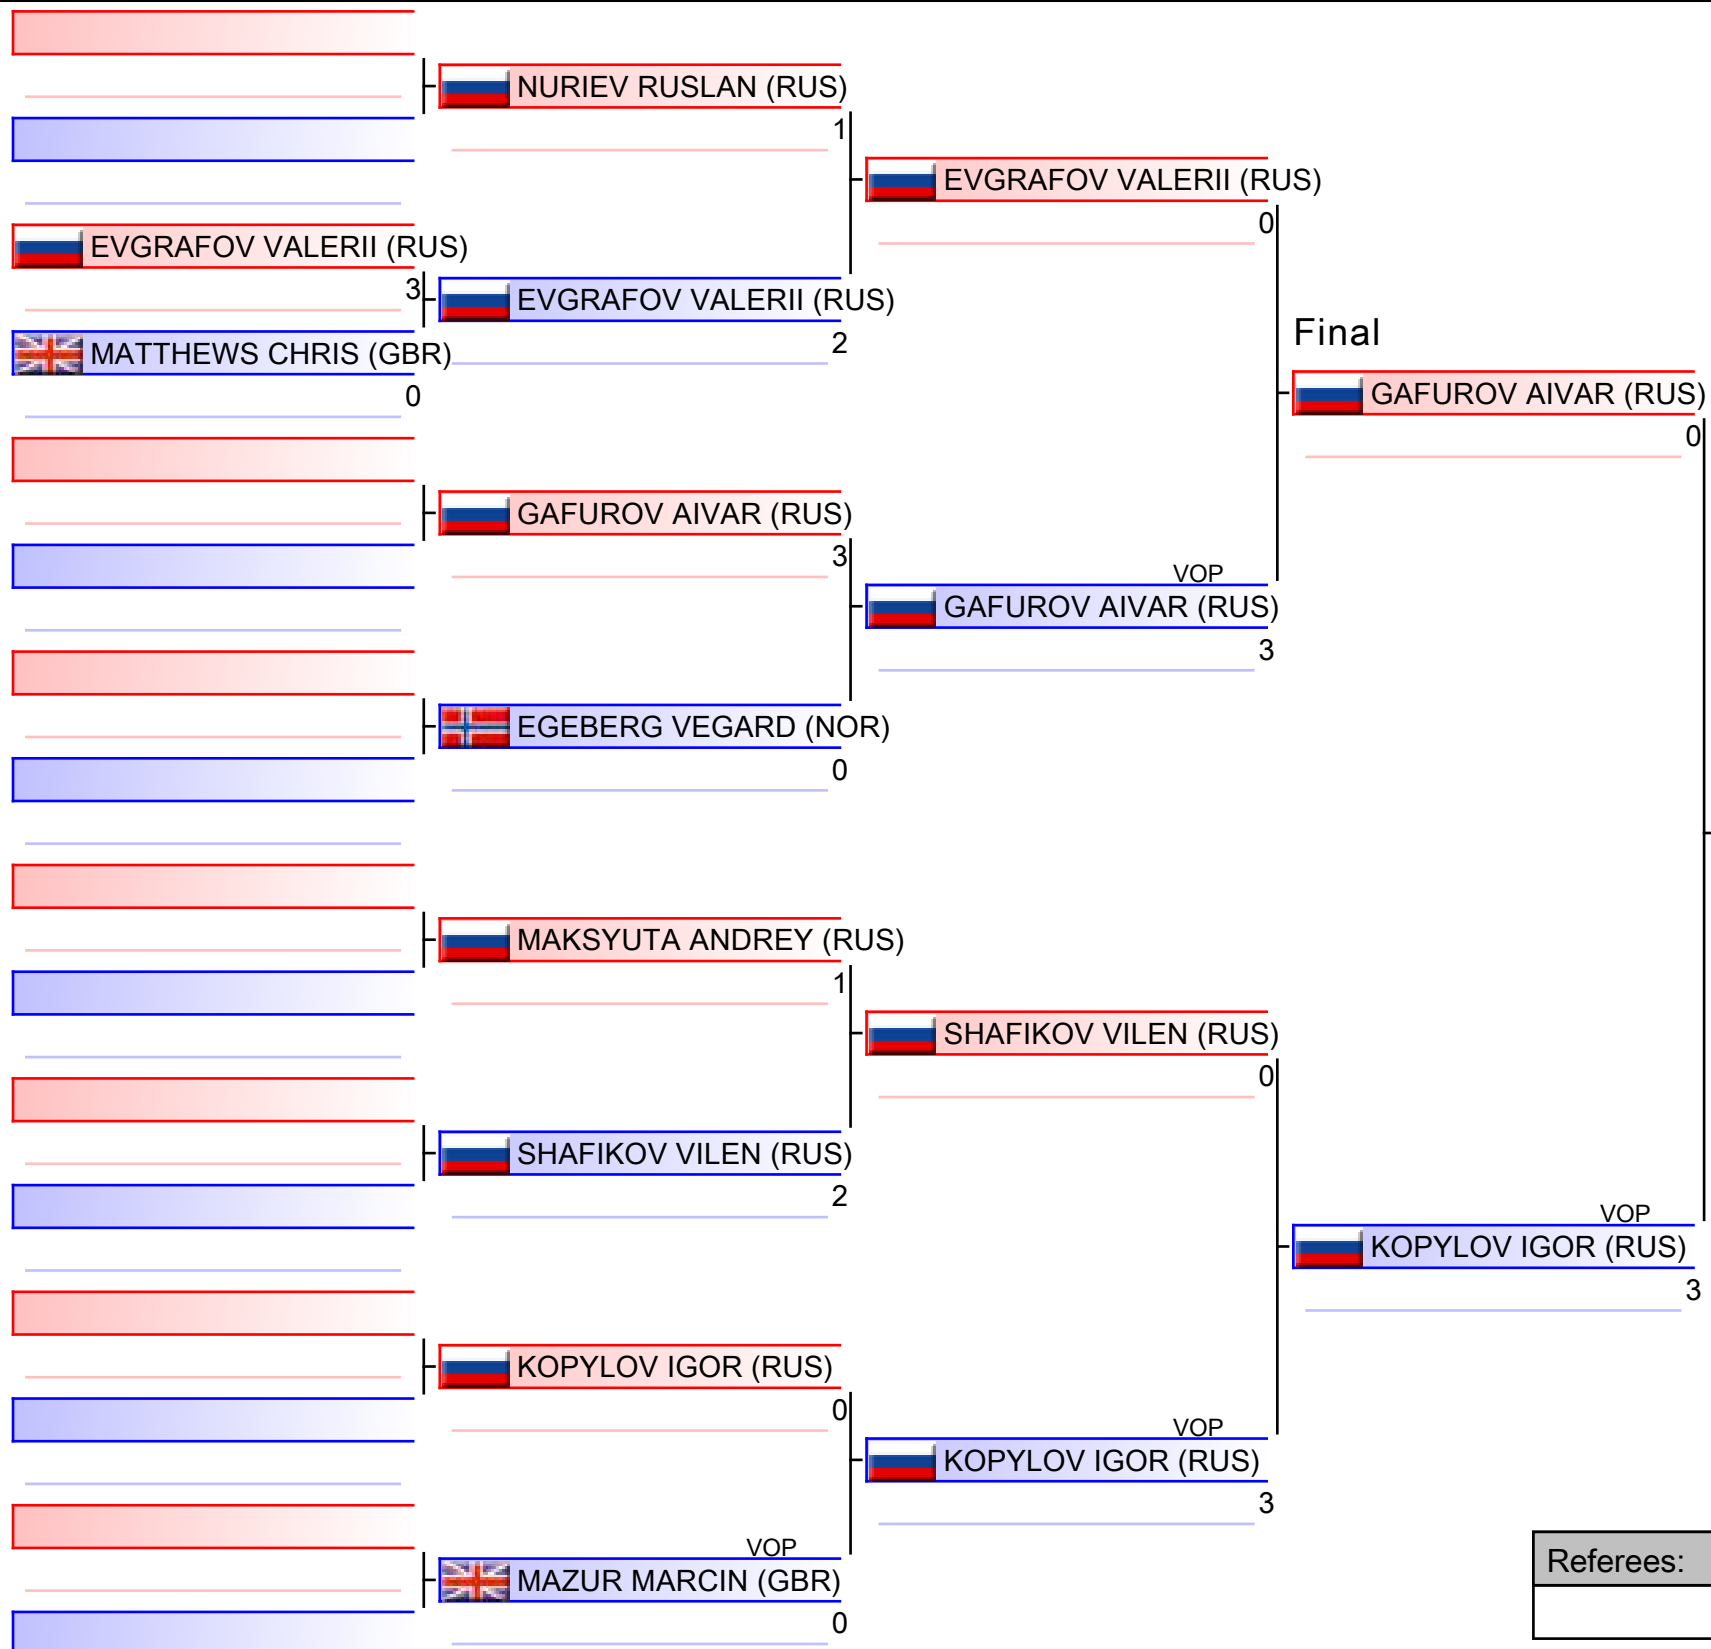 NURIEV RUSLAN (RUS)
1
EVGRAFOV VALERII (RUS)
0
EVGRAFOV VALERII (RUS)
3
EVGRAFOV VALERII (RUS)
2
MATTHEWS CHRIS (GBR)
0
Final
GAFUROV AIVAR (RUS)
0
GAFUROV AIVAR (RUS)
3
VOP
GAFUROV AIVAR (RUS)
3
EGEBERG VEGARD (NOR)
0
MAKSYUTA ANDREY (RUS)
1
SHAFIKOV VILEN (RUS)
0
SHAFIKOV VILEN (RUS)
2
VOP
KOPYLOV IGOR (RUS)
3
KOPYLOV IGOR (RUS)
0
VOP
KOPYLOV IGOR (RUS)
3
VOP
MAZUR MARCIN (GBR)
0
Referees: